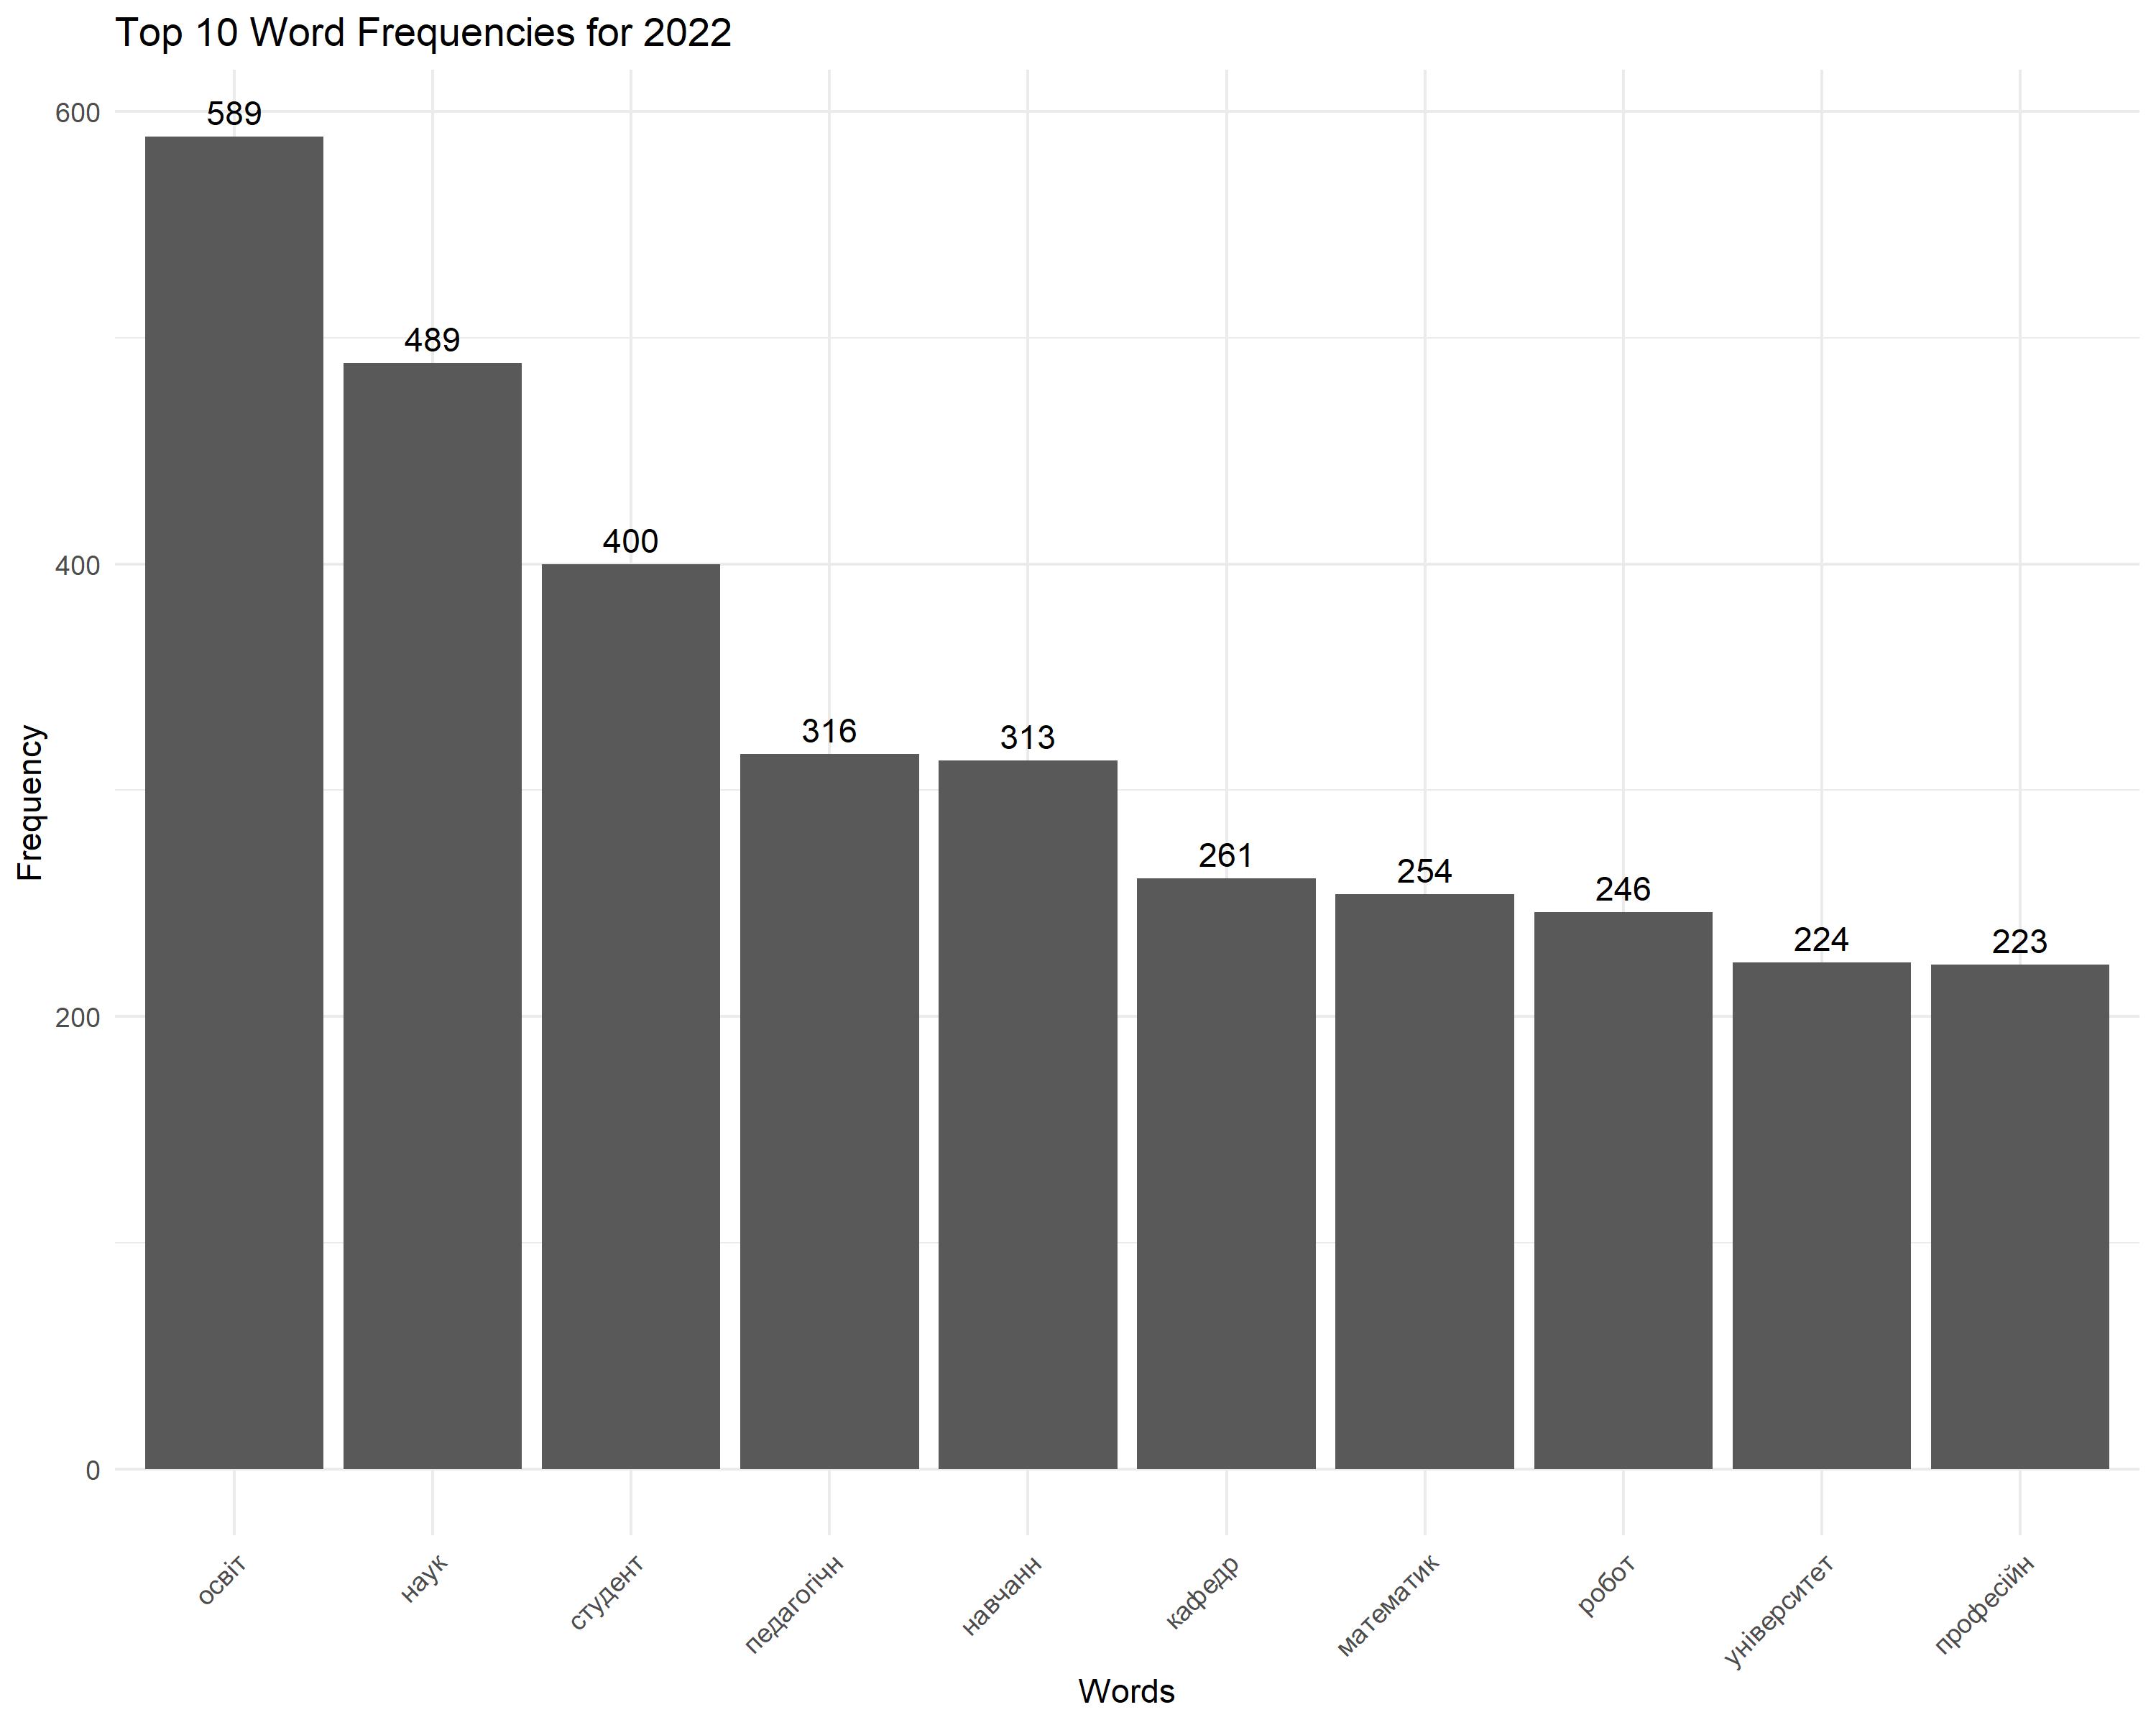 Top 10 Word Frequencies for 2022
600
400
200
0
Frequency
589
489
400
316
313
261
254
246
224
223
освіт
наук
студент
педагогічн
навчанн
кафедр
математик
робот
університет
професійн
Words